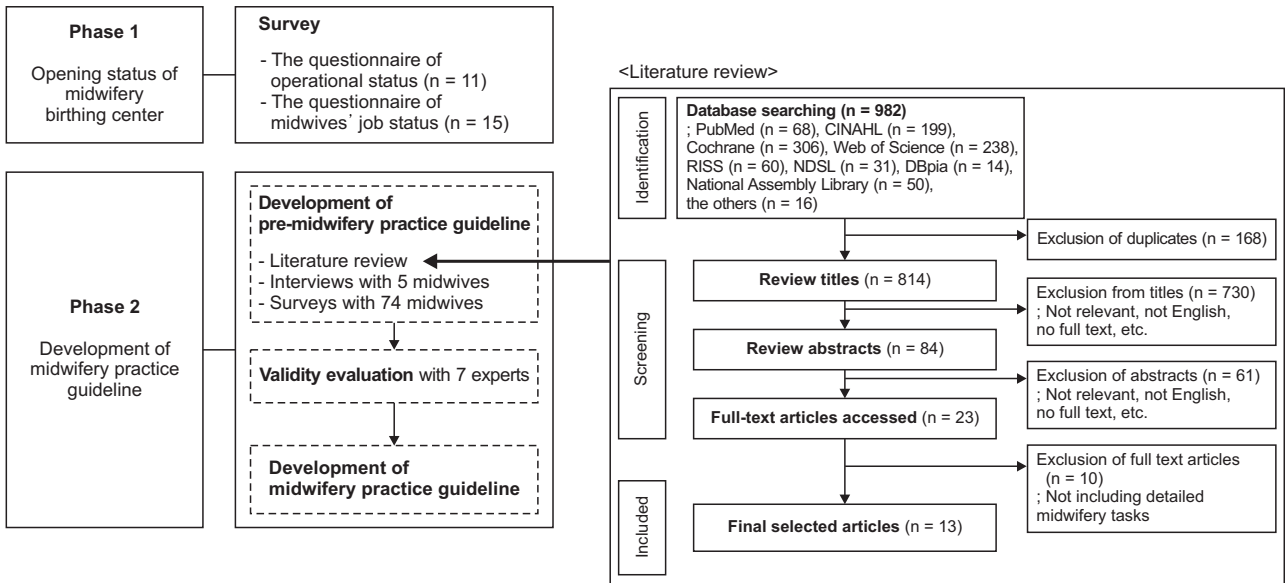 Phase 1
Opening status of
midwifery
birthing center
Survey
- The questionnaire of
operational status (n = 11)
- The questionnaire of
midwives' job status (n = 15)
Phase 2
Development of
midwifery practice
guideline
Development of
pre-midwifery practice guideline
- Literature review
- Interviews with 5 midwives
- Surveys with 74 midwives
Validity evaluation with 7 experts
Development of
midwifery practice guideline
<Literature review>
Identification
Database searching (n = 982)
; PubMed (n = 68), CINAHL (n = 199),
Cochrane (n = 306), Web of Science (n = 238),
RISS (n = 60), NDSL (n = 31), DBpia (n = 14),
National Assembly Library (n = 50),
the others (n = 16)
Exclusion of duplicates (n = 168)
Screening
Review titles (n = 814)
Exclusion from titles (n = 730)
; Not relevant, not English,
no full text, etc.
Review abstracts (n = 84)
Exclusion of abstracts (n = 61)
; Not relevant, not English,
no full text, etc.
Full-text articles accessed (n = 23)
Exclusion of full text articles
(n = 10)
; Not including detailed
midwifery tasks
Included
Final selected articles (n = 13)